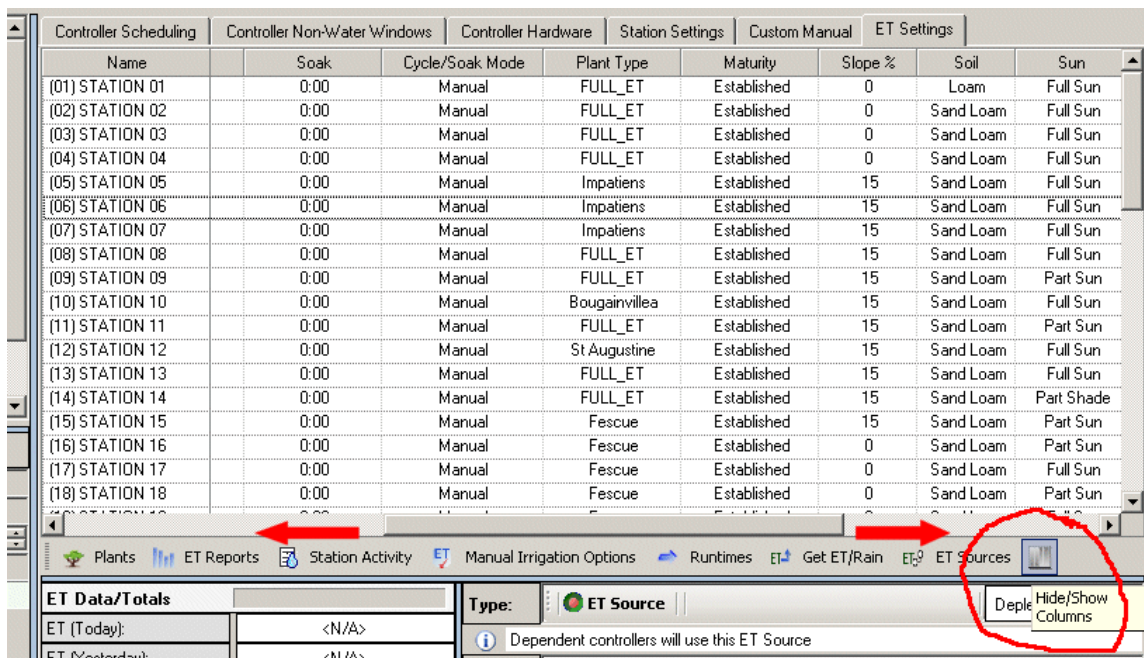 Controller Scheduling Controller Non-Water Windows Controller Hardware Station Settings Custom Manual ET Settings
Name Soak Cycle/Soak Mode Plant Type Maturity Slope % Soil Sun
(01) STATION 01 0:00 Manual FULL_ET Established 0 Loam Full Sun
(02) STATION 02 0:00 Manual FULL_ET Established 0 Sand Loam Full Sun
(03) STATION 03 0:00 Manual FULL_ET Established 0 Sand Loam Full Sun
(04) STATION 04 0:00 Manual FULL_ET Established 0 Sand Loam Full Sun
(05) STATION 05 0:00 Manual Impatiens Established 15 Sand Loam Full Sun
(06) STATION 06 0:00 Manual Impatiens Established 15 Sand Loam Full Sun
(07) STATION 07 0:00 Manual Impatiens Established 15 Sand Loam Full Sun
(08) STATION 08 0:00 Manual FULL_ET Established 15 Sand Loam Full Sun
(09) STATION 09 0:00 Manual FULL_ET Established 15 Sand Loam Part Sun
(10) STATION 10 0:00 Manual Bougainvillea Established 15 Sand Loam Full Sun
(11) STATION 11 0:00 Manual FULL_ET Established 15 Sand Loam Part Sun
(12) STATION 12 0:00 Manual St Augustine Established 15 Sand Loam Full Sun
(13) STATION 13 0:00 Manual FULL_ET Established 15 Sand Loam Full Sun
(14) STATION 14 0:00 Manual FULL_ET Established 15 Sand Loam Part Shade
(15) STATION 15 0:00 Manual Fescue Established 15 Sand Loam Part Sun
(16) STATION 16 0:00 Manual Fescue Established 0 Sand Loam Part Sun
(17) STATION 17 0:00 Manual Fescue Established 0 Sand Loam Full Sun
(18) STATION 18 0:00 Manual Fescue Established 0 Sand Loam Part Sun
Plants ET Reports Station Activity ET Manual Irrigation Options Runtimes ET Get ET/Rain ET ET Sources
ET Data/Totals Type: ET Source Deple
Hide/Show
Columns
ET (Today): <N/A> Dependent controllers will use this ET Source
ET (Yesterday): <N/A>